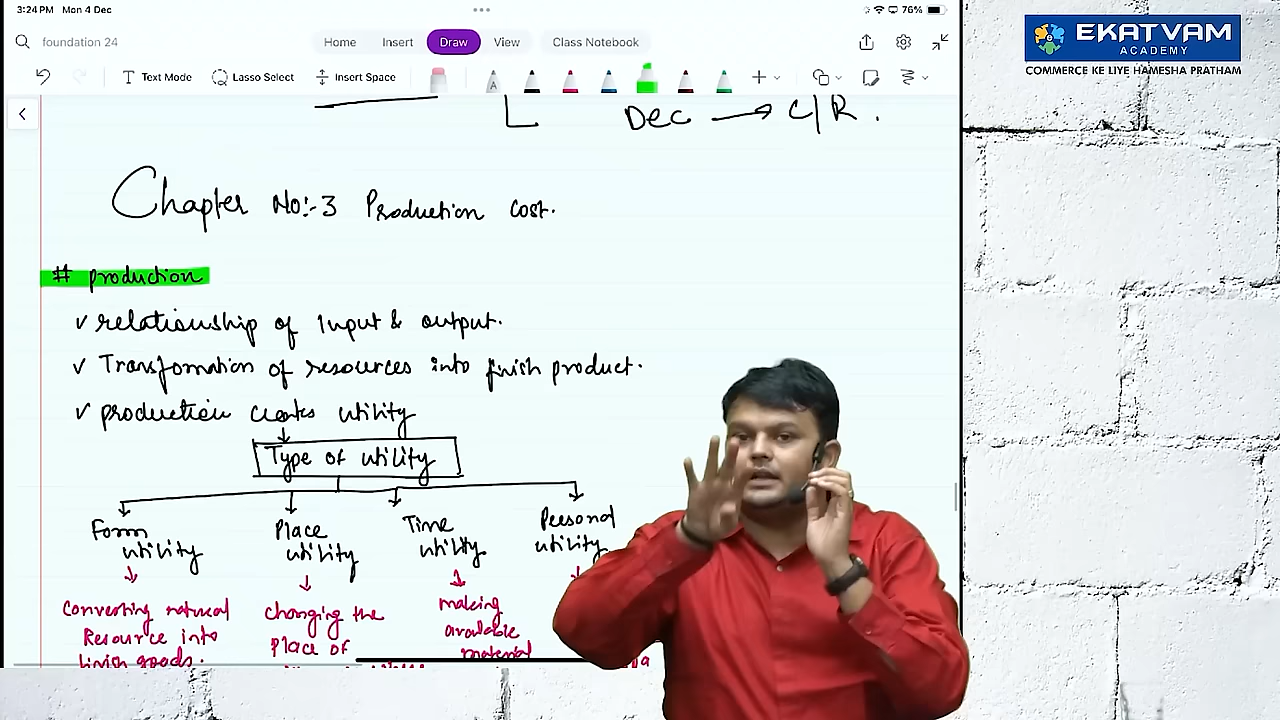 3:24 PM Mon 4 Dec
76%
foundation 24
Home Insert Draw View Class Notebook
Text Mode Lasso Select Insert Space
EKATVAM
ACADEMY
COMMERCE KE LIYE HAMESHA PRATHAM
Dec → C/R.
Chapter No:-3 Production cost.
# production
✓ relationship of Input & output.
✓ Transfomation of resources into finish product.
✓ production creates utility
Type of utility
Form utility
Place utility
Time utility
Personal utility
Converting natural
Resource into
finish goods.
changing the
place of
making
available
material